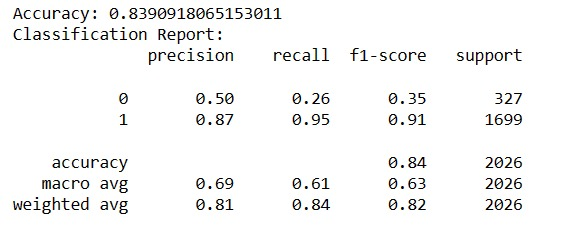 Accuracy: 0.8390918065153011
Classification Report:
precision recall f1-score support
0 0.50 0.26 0.35 327
1 0.87 0.95 0.91 1699
accuracy 0.84 2026
macro avg 0.69 0.61 0.63 2026
weighted avg 0.81 0.84 0.82 2026